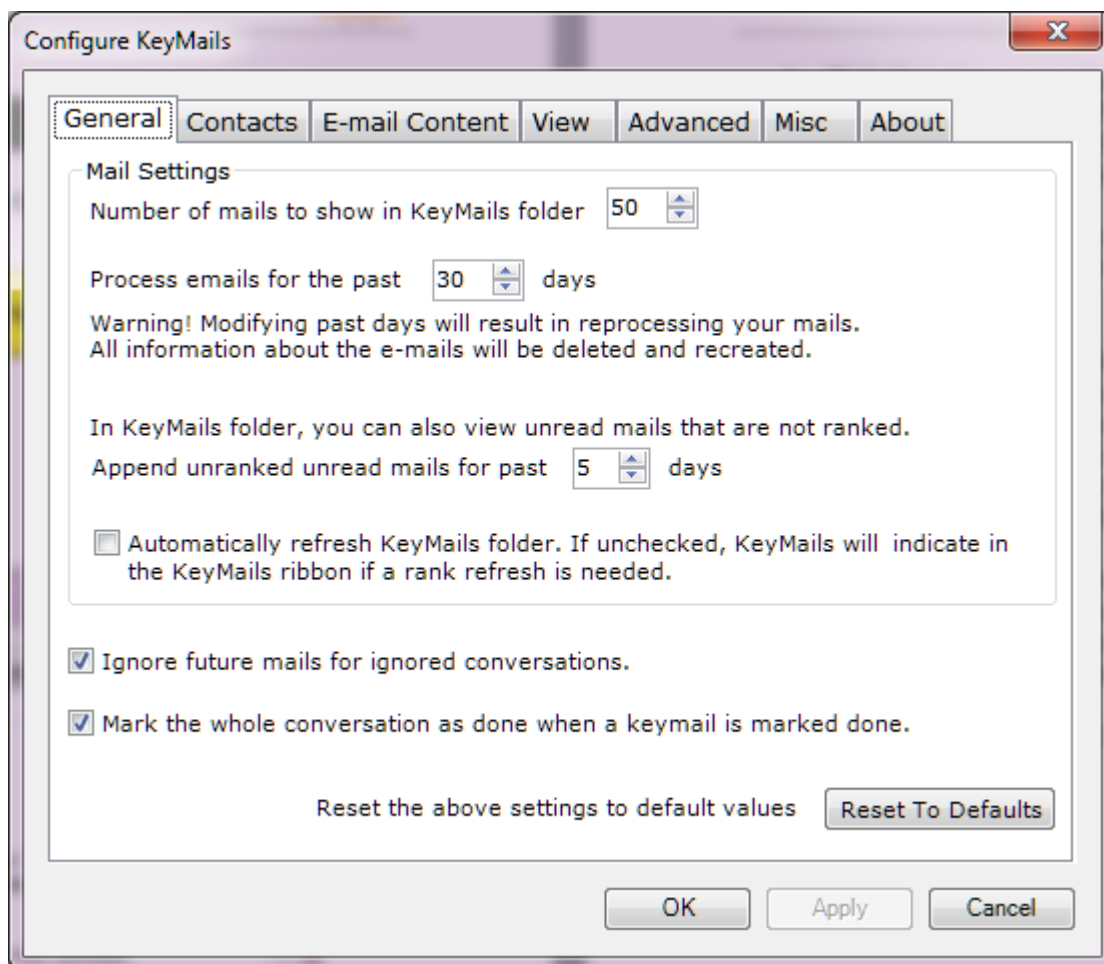 Configure KeyMails
General Contacts E-mail Content View Advanced Misc About
Mail Settings
Number of mails to show in KeyMails folder 50
Process emails for the past 30 days
Warning! Modifying past days will result in reprocessing your mails.
All information about the e-mails will be deleted and recreated.
In KeyMails folder, you can also view unread mails that are not ranked.
Append unranked unread mails for past 5 days
Automatically refresh KeyMails folder. If unchecked, KeyMails will indicate in
the KeyMails ribbon if a rank refresh is needed.
Ignore future mails for ignored conversations.
Mark the whole conversation as done when a keymail is marked done.
Reset the above settings to default values Reset To Defaults
OK Apply Cancel